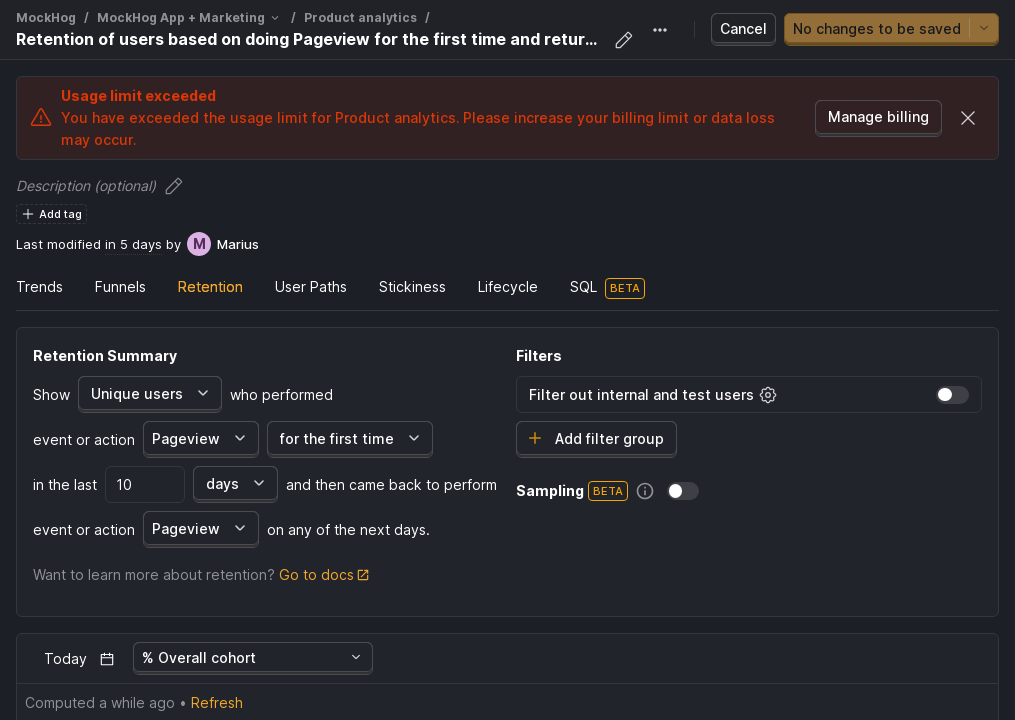 MockHog / MockHog App + Marketing / Product analytics /
Retention of users based on doing Pageview for the first time and retur...
Cancel
No changes to be saved
Usage limit exceeded
You have exceeded the usage limit for Product analytics. Please increase your billing limit or data loss
may occur.
Manage billing
Description (optional)
Add tag
Last modified in 5 days by M Marius
Trends Funnels Retention User Paths Stickiness Lifecycle SQL BETA
Retention Summary
Show Unique users who performed
event or action Pageview for the first time
in the last 10 days and then came back to perform
event or action Pageview on any of the next days.
Want to learn more about retention? Go to docs
Filters
Filter out internal and test users
Add filter group
Sampling BETA
Today % Overall cohort
Computed a while ago • Refresh